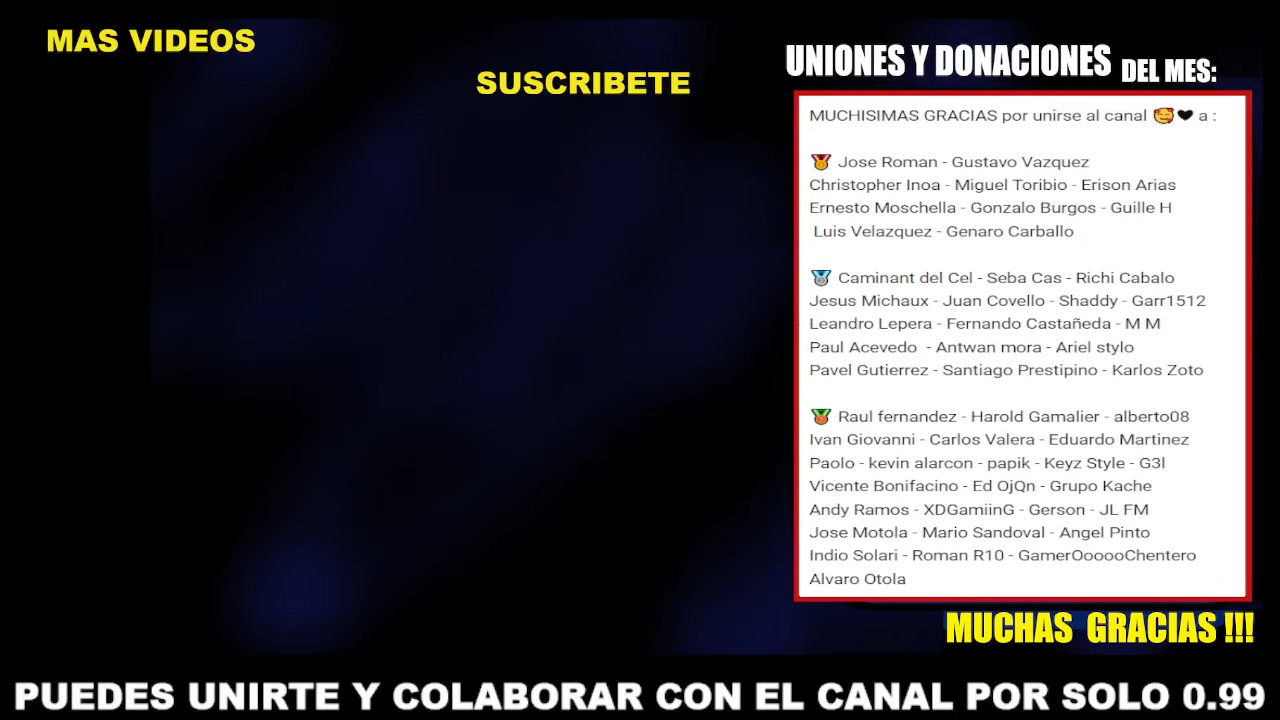 MAS VIDEOS
SUSCRIBETE
UNIONES Y DONACIONES DEL MES:
MUCHISIMAS GRACIAS por unirse al canal 🥰🖤 a :
🏅 Jose Roman - Gustavo Vazquez
Christopher Inoa - Miguel Toribio - Erison Arias
Ernesto Moschella - Gonzalo Burgos - Guille H
Luis Velazquez - Genaro Carballo
🥈 Caminant del Cel - Seba Cas - Richi Cabalo
Jesus Michaux - Juan Covello - Shaddy - Garr1512
Leandro Lepera - Fernando Castañeda - M M
Paul Acevedo - Antwan mora - Ariel stylo
Pavel Gutierrez - Santiago Prestipino - Karlos Zoto
🥉 Raul fernandez - Harold Gamalier - alberto08
Ivan Giovanni - Carlos Valera - Eduardo Martinez
Paolo - kevin alarcon - papik - Keyz Style - G3l
Vicente Bonifacino - Ed OjQn - Grupo Kache
Andy Ramos - XDGamiinG - Gerson - JL FM
Jose Motola - Mario Sandoval - Angel Pinto
Indio Solari - Roman R10 - GamerOooooChentero
Alvaro Otola
MUCHAS GRACIAS !!!
PUEDES UNIRTE Y COLABORAR CON EL CANAL POR SOLO 0.99